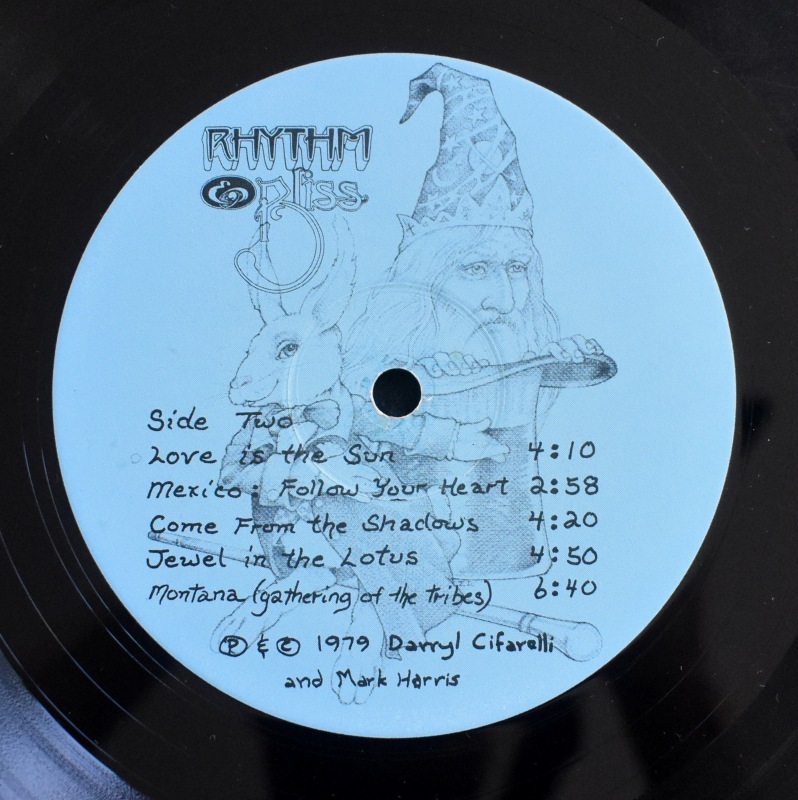 RHYTHM
& bliss
Side Two
Love is the Sun 4:10
Mexico: Follow Your Heart 2:58
Come From the Shadows 4:20
Jewel in the Lotus 4:50
Montana (gathering of the tribes) 6:40
Ⓟ & © 1979 Darryl Cifarelli
and Mark Harris